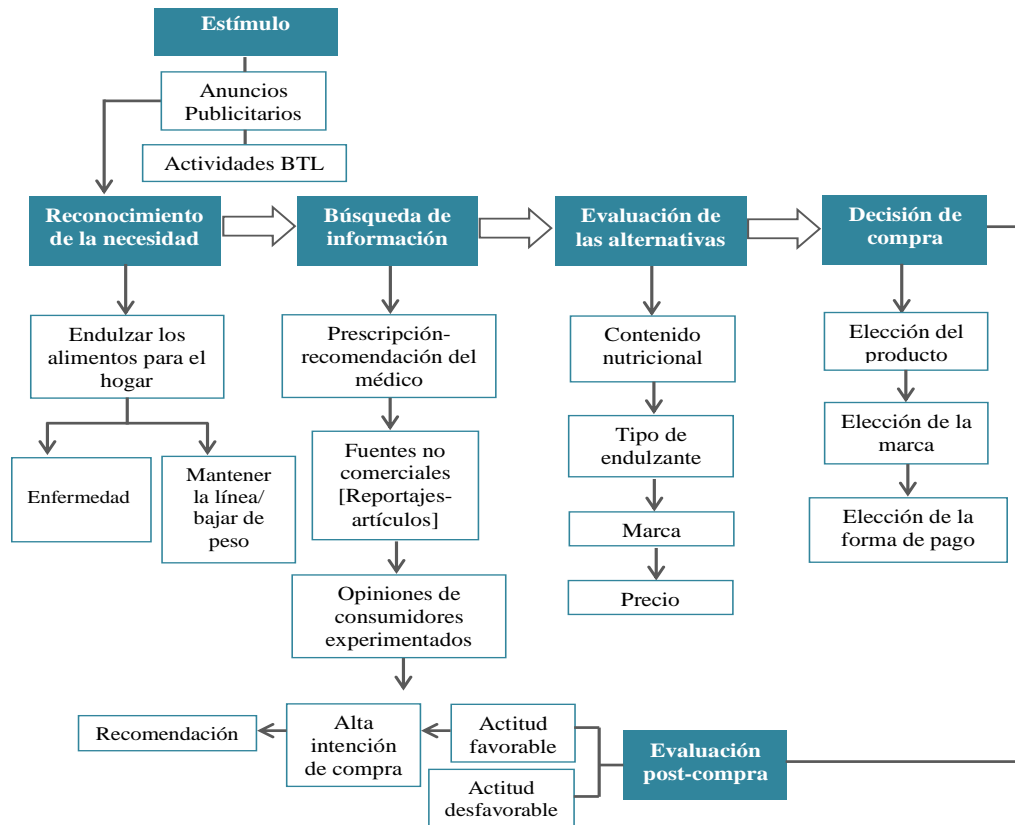 Estímulo
Anuncios
Publicitarios
Actividades BTL
Reconocimiento
de la necesidad
Búsqueda de
información
Evaluación de
las alternativas
Decisión de
compra
Endulzar los
alimentos para el
hogar
Enfermedad
Mantener
la línea/
bajar de
peso
Prescripción-
recomendación del
médico
Fuentes no
comerciales
[Reportajes-
artículos]
Opiniones de
consumidores
experimentados
Contenido
nutricional
Tipo de
endulzante
Marca
Precio
Elección del
producto
Elección de la
marca
Elección de la
forma de pago
Recomendación
Alta
intención
de compra
Actitud
favorable
Actitud
desfavorable
Evaluación
post-compra